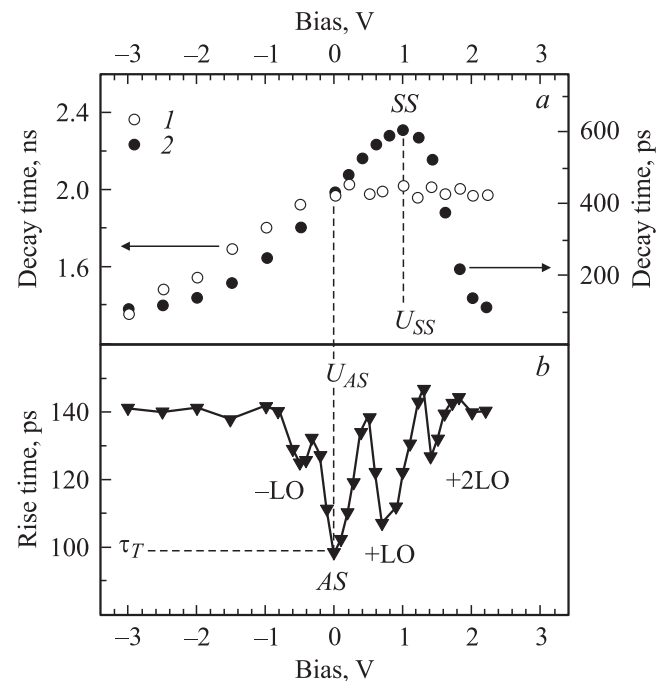 Bias, V
–3 –2 –1 0 1 2 3
SS
a
1
2
2.4
2.0
1.6
Decay time, ns
600
400
200
Decay time, ps
U_SS
U_AS
b
140
120
100
Rise time, ps
–LO
+2LO
+LO
τ_T
AS
–3 –2 –1 0 1 2 3
Bias, V